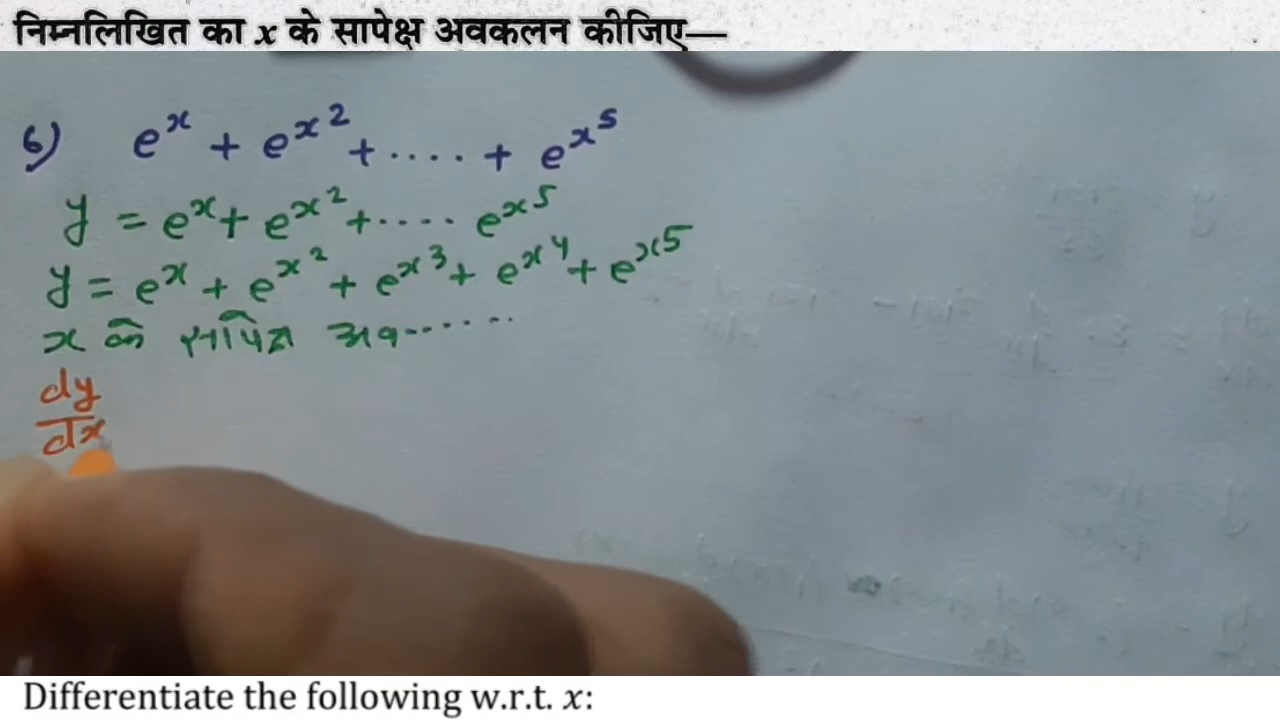 निम्नलिखित का x के सापेक्ष अवकलन कीजिए—
6) e^x + e^{x^2} + .... + e^{x^5}
y = e^x + e^{x^2} + .... e^{x^5}
y = e^x + e^{x^2} + e^{x^3} + e^{x^4} + e^{x^5}
x के सापेक्ष अव......
dy/dx
Differentiate the following w.r.t. x: